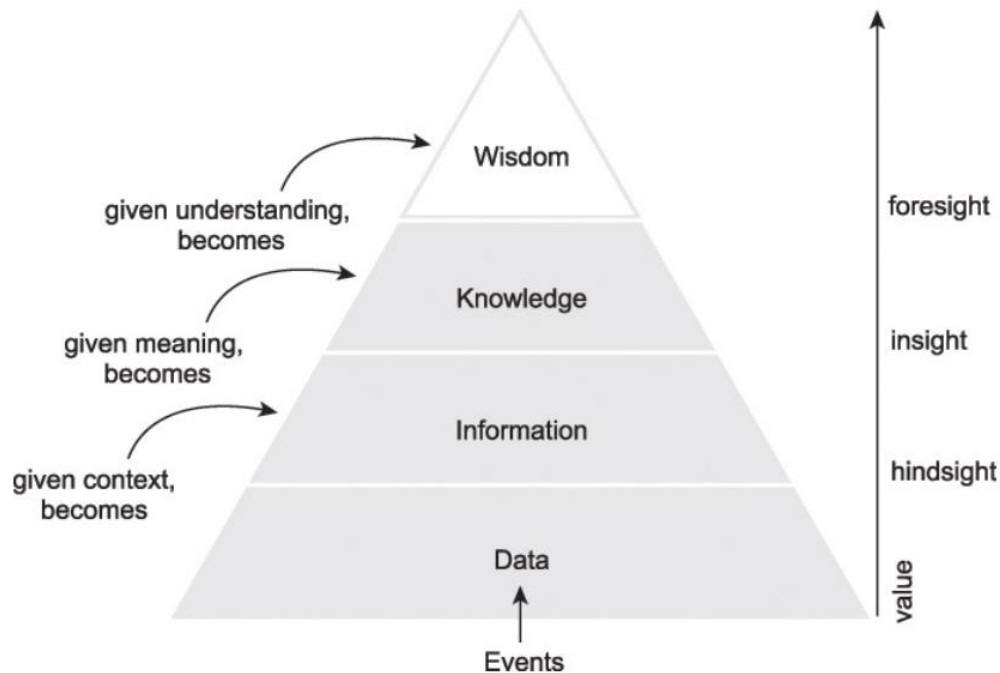 Wisdom
given understanding,
becomes
foresight
Knowledge
given meaning,
becomes
insight
Information
given context,
becomes
hindsight
Data
value
Events